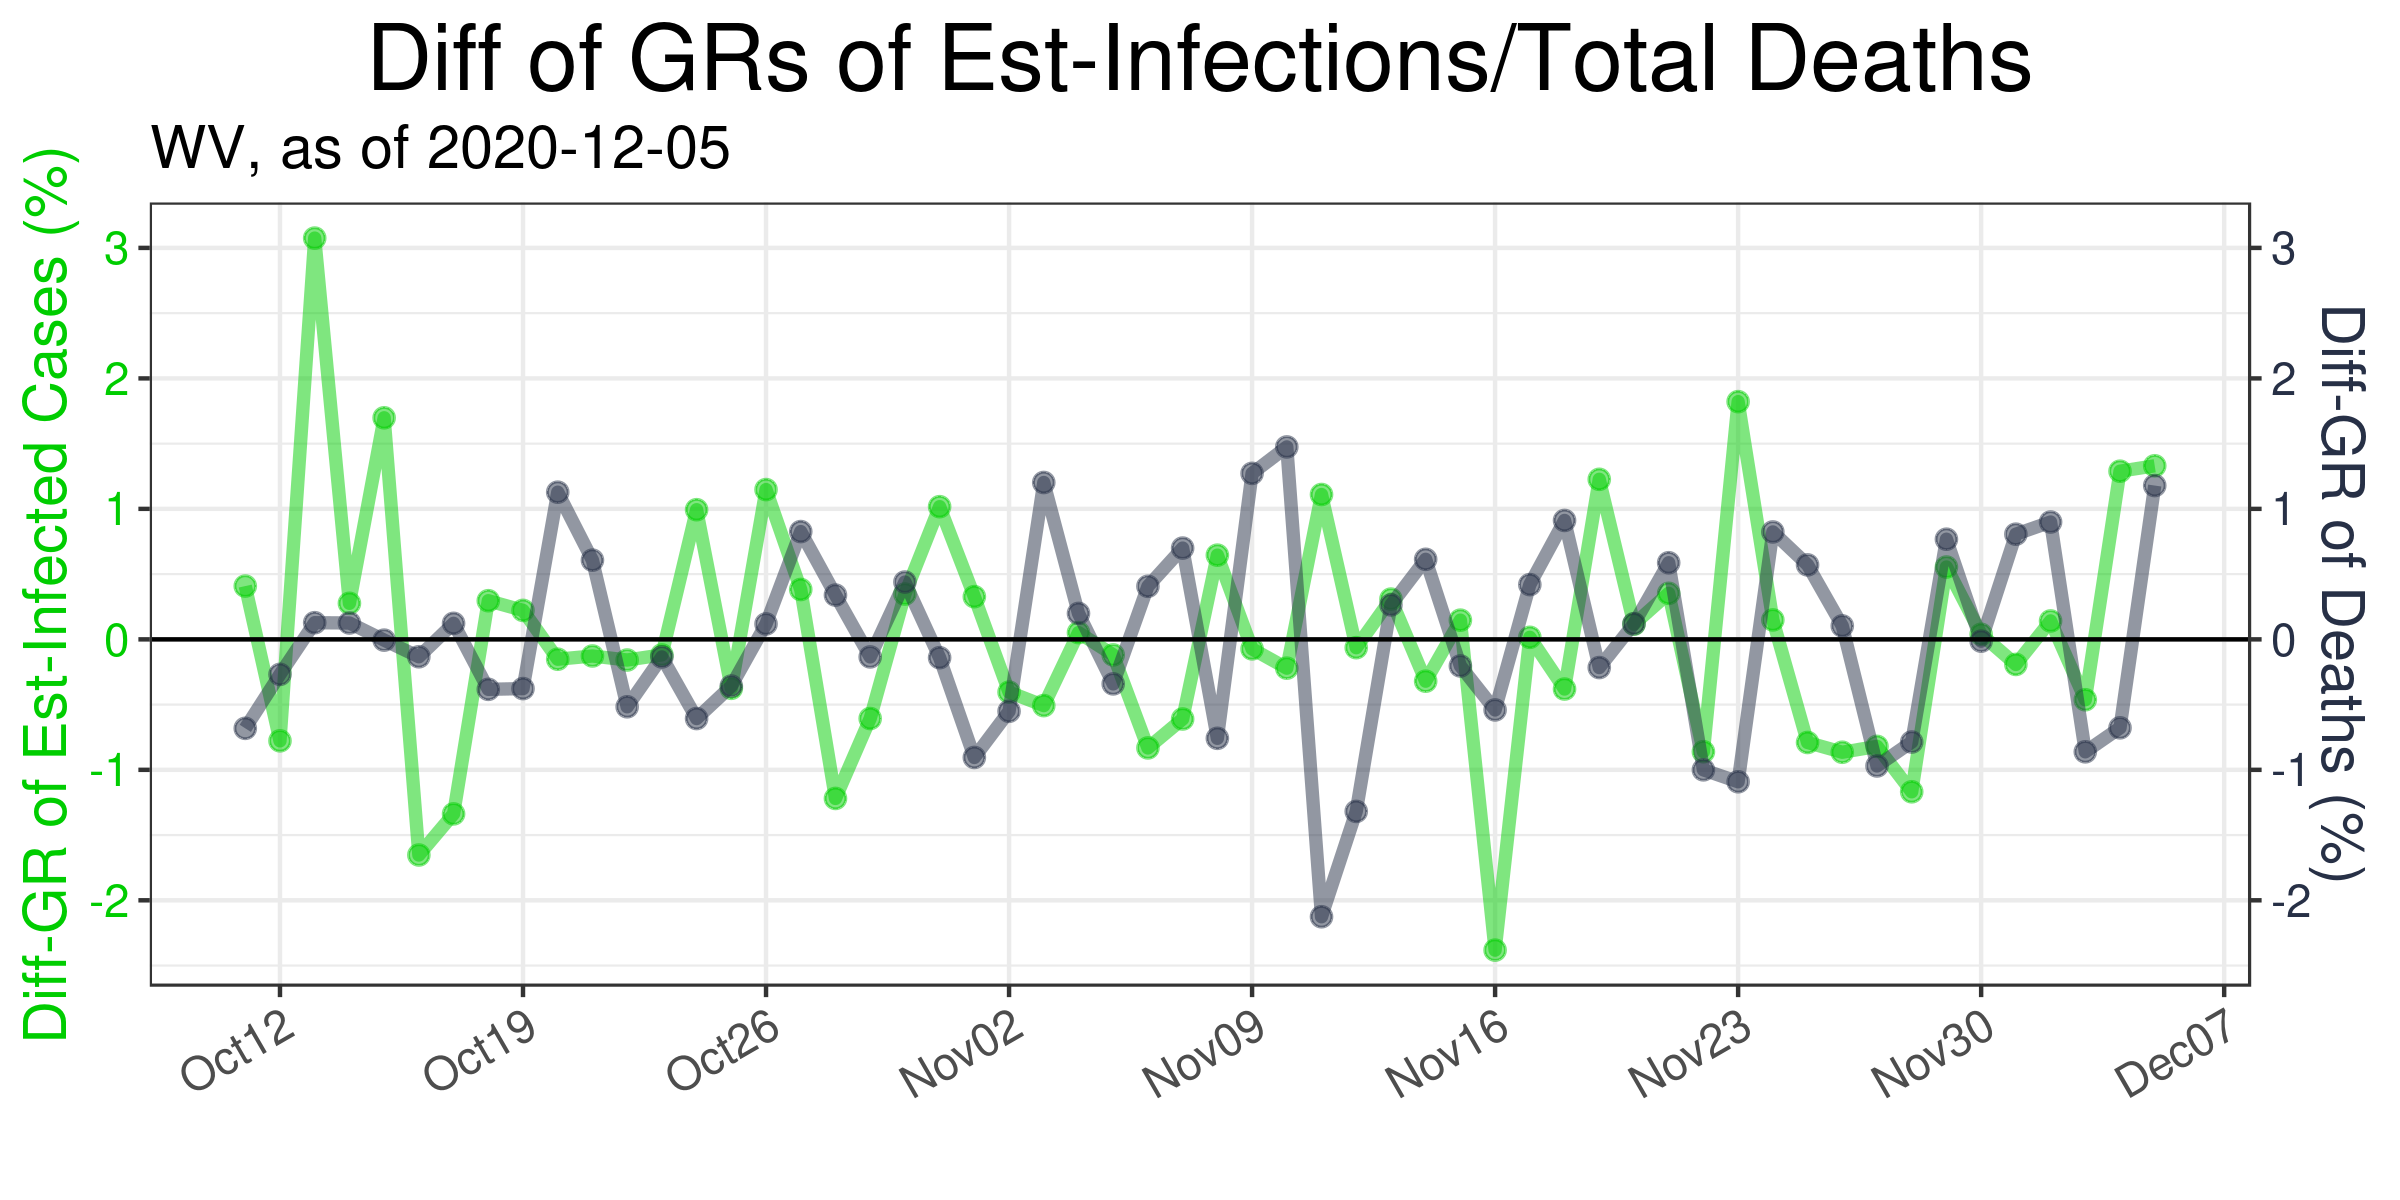 Diff of GRs of Est-Infections/Total Deaths
WV, as of 2020-12-05
Diff-GR of Est-Infected Cases (%)
3
2
1
0
-1
-2
3
2
1
0
-1
-2
Diff-GR of Deaths (%)
Oct12
Oct19
Oct26
Nov02
Nov09
Nov16
Nov23
Nov30
Dec07